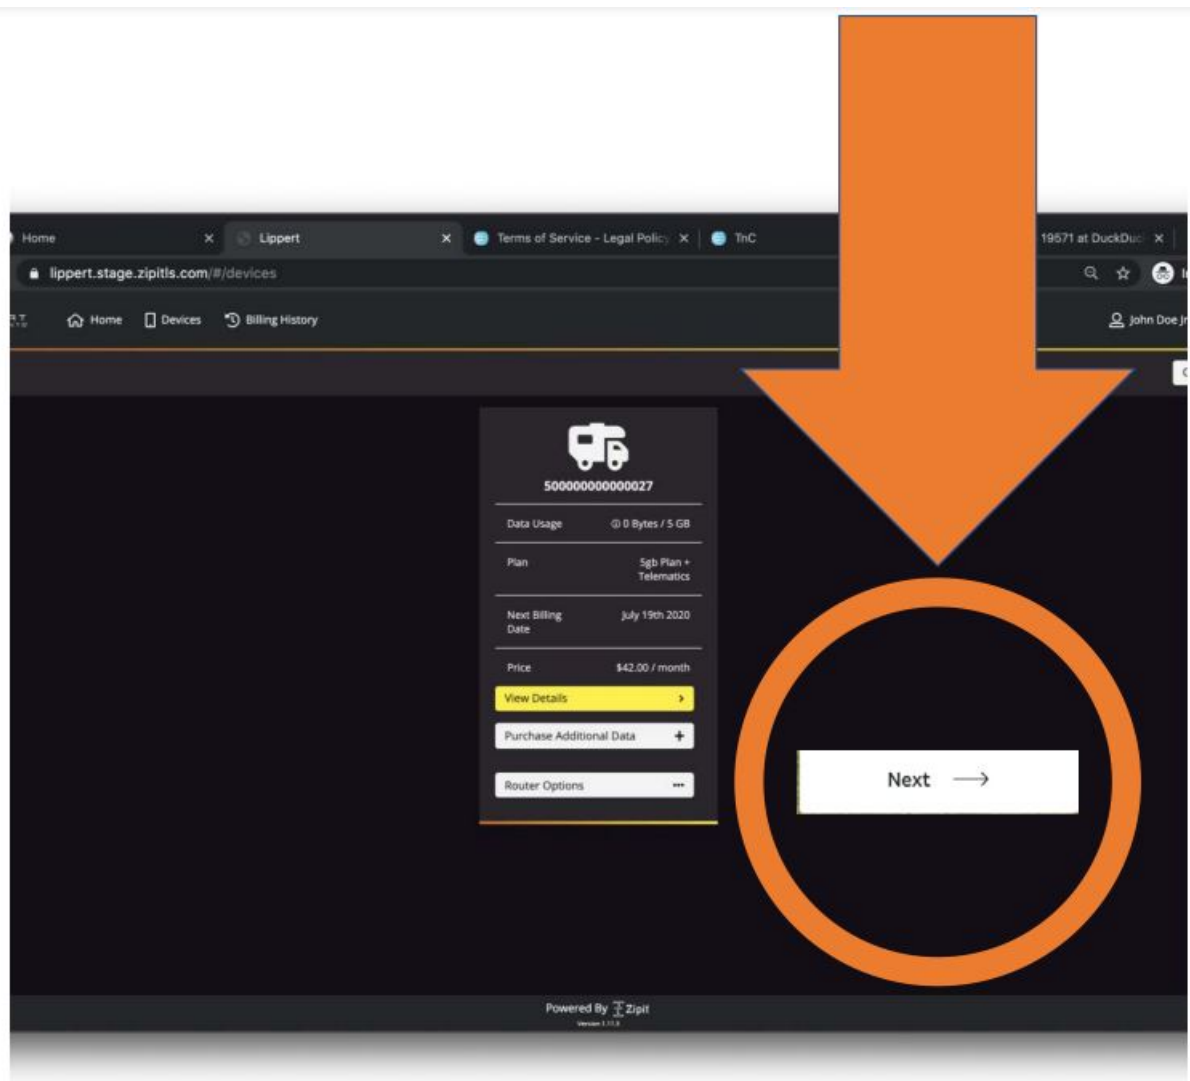 Home
Lippert
Terms of Service - Legal Policy
TnC
19571 at DuckDuc
lippert.stage.zipitls.com/#/devices
Home Devices Billing History
John Doe Jr
500000000000027
Data Usage 0 Bytes / 5 GB
Plan 5gb Plan +
Telematics
Next Billing July 19th 2020
Date
Price $42.00 / month
View Details
Purchase Additional Data
Router Options
Next
Powered By Zipit